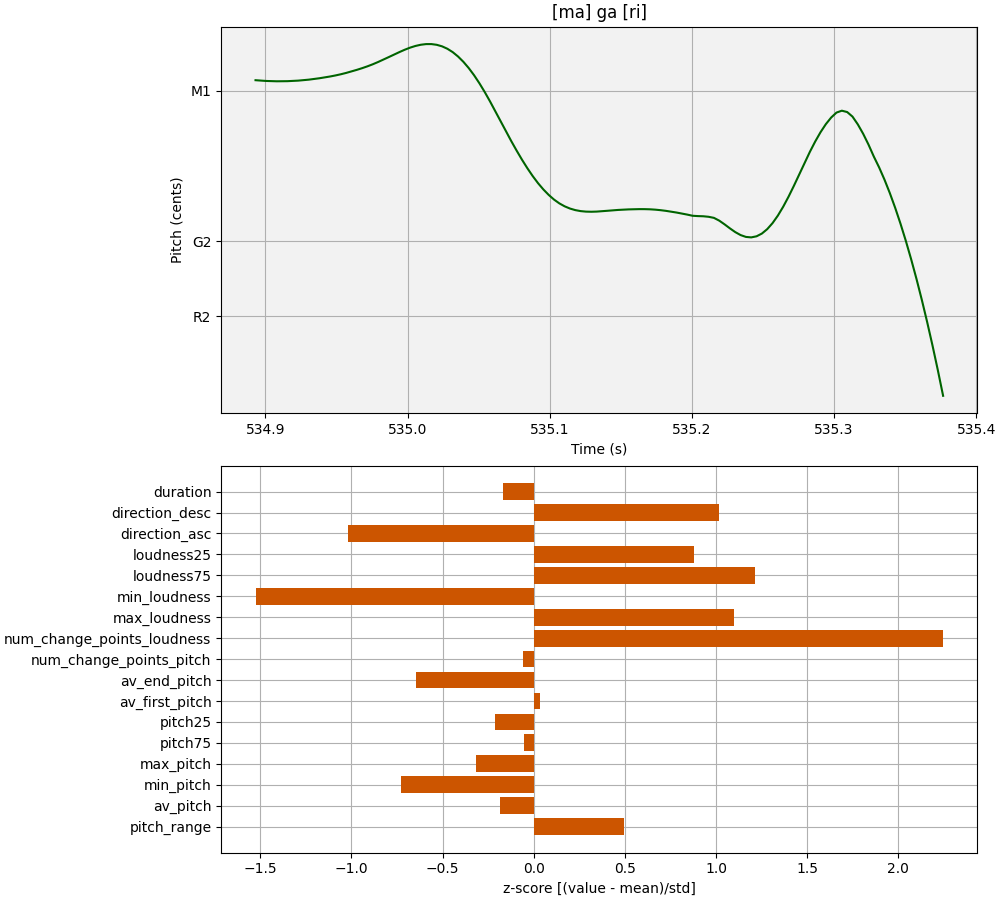 [ma] ga [ri]
M1
G2
R2
Pitch (cents)
534.9 535.0 535.1 535.2 535.3 535.4
Time (s)
duration
direction_desc
direction_asc
loudness25
loudness75
min_loudness
max_loudness
num_change_points_loudness
num_change_points_pitch
av_end_pitch
av_first_pitch
pitch25
pitch75
max_pitch
min_pitch
av_pitch
pitch_range
−1.5 −1.0 −0.5 0.0 0.5 1.0 1.5 2.0
z-score [(value - mean)/std]